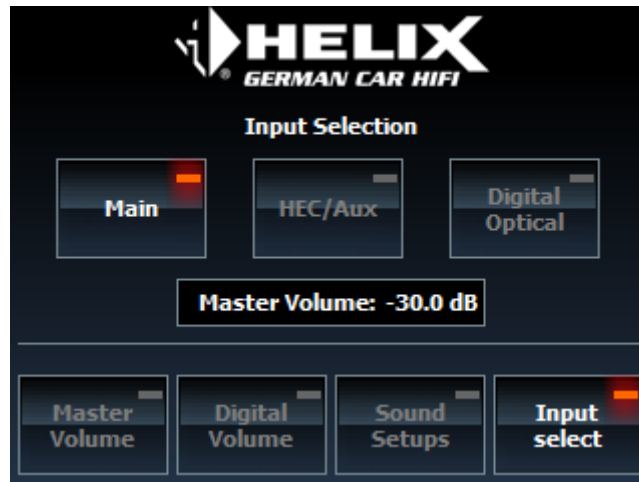 HELIX
®
GERMAN CAR HIFI
Input Selection
Main
HEC/Aux
Digital
Optical
Master Volume: -30.0 dB
Master
Volume
Digital
Volume
Sound
Setups
Input
select